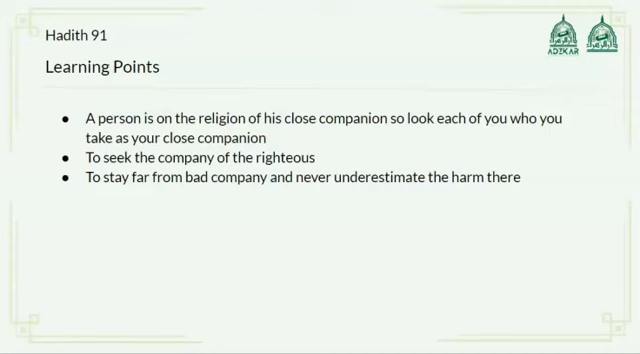 Hadith 91
ADEKAR
Learning Points
● A person is on the religion of his close companion so look each of you who you
take as your close companion
● To seek the company of the righteous
● To stay far from bad company and never underestimate the harm there